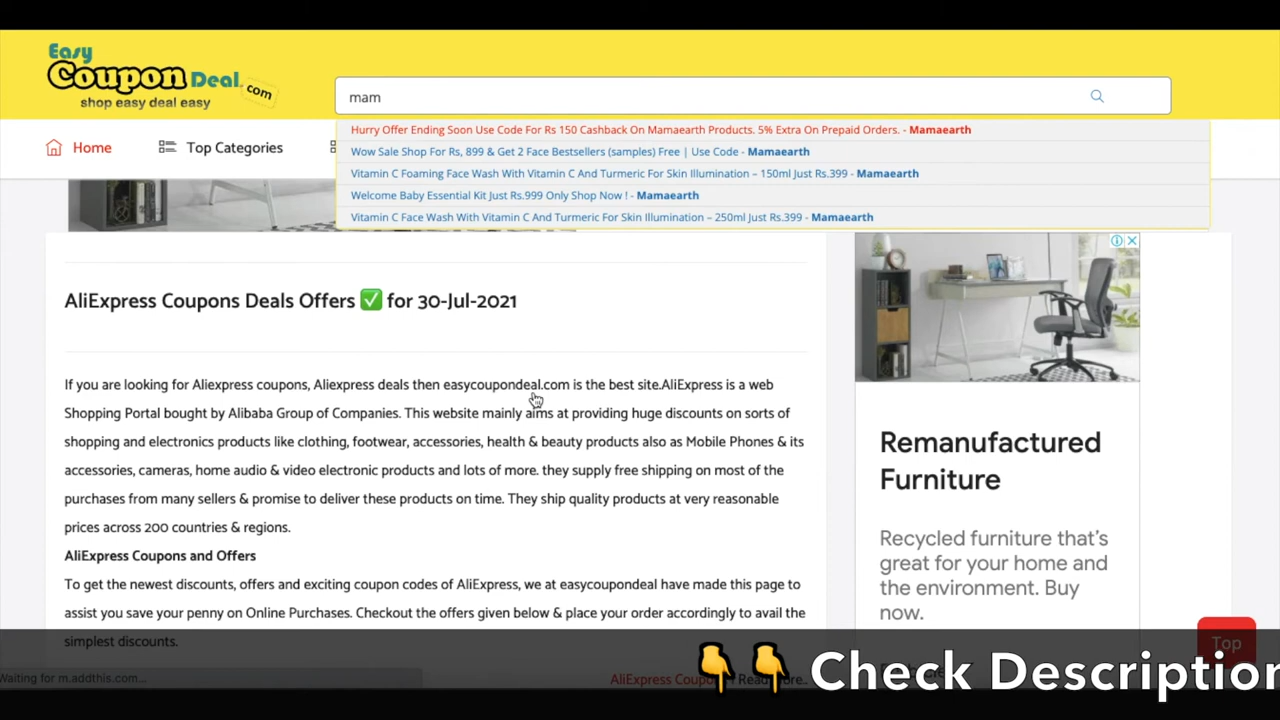 Easy
Coupon Deal.com
shop easy deal easy
mam
Hurry Offer Ending Soon Use Code For Rs 150 Cashback On Mamaearth Products. 5% Extra On Prepaid Orders. - Mamaearth
Wow Sale Shop For Rs, 899 & Get 2 Face Bestsellers (samples) Free | Use Code - Mamaearth
Vitamin C Foaming Face Wash With Vitamin C And Turmeric For Skin Illumination – 150ml Just Rs.399 - Mamaearth
Welcome Baby Essential Kit Just Rs.999 Only Shop Now ! - Mamaearth
Vitamin C Face Wash With Vitamin C And Turmeric For Skin Illumination – 250ml Just Rs.399 - Mamaearth
Home
Top Categories
AliExpress Coupons Deals Offers ✅ for 30-Jul-2021
If you are looking for Aliexpress coupons, Aliexpress deals then easycoupondeal.com is the best site.AliExpress is a web
Shopping Portal bought by Alibaba Group of Companies. This website mainly aims at providing huge discounts on sorts of
shopping and electronics products like clothing, footwear, accessories, health & beauty products also as Mobile Phones & its
accessories, cameras, home audio & video electronic products and lots of more. they supply free shipping on most of the
purchases from many sellers & promise to deliver these products on time. They ship quality products at very reasonable
prices across 200 countries & regions.
AliExpress Coupons and Offers
To get the newest discounts, offers and exciting coupon codes of AliExpress, we at easycoupondeal have made this page to
assist you save your penny on Online Purchases. Checkout the offers given below & place your order accordingly to avail the
simplest discounts.
Remanufactured
Furniture
Recycled furniture that's
great for your home and
the environment. Buy
now.
Top
Waiting for m.addthis.com...
AliExpress Coupo
👇👇 Check Description